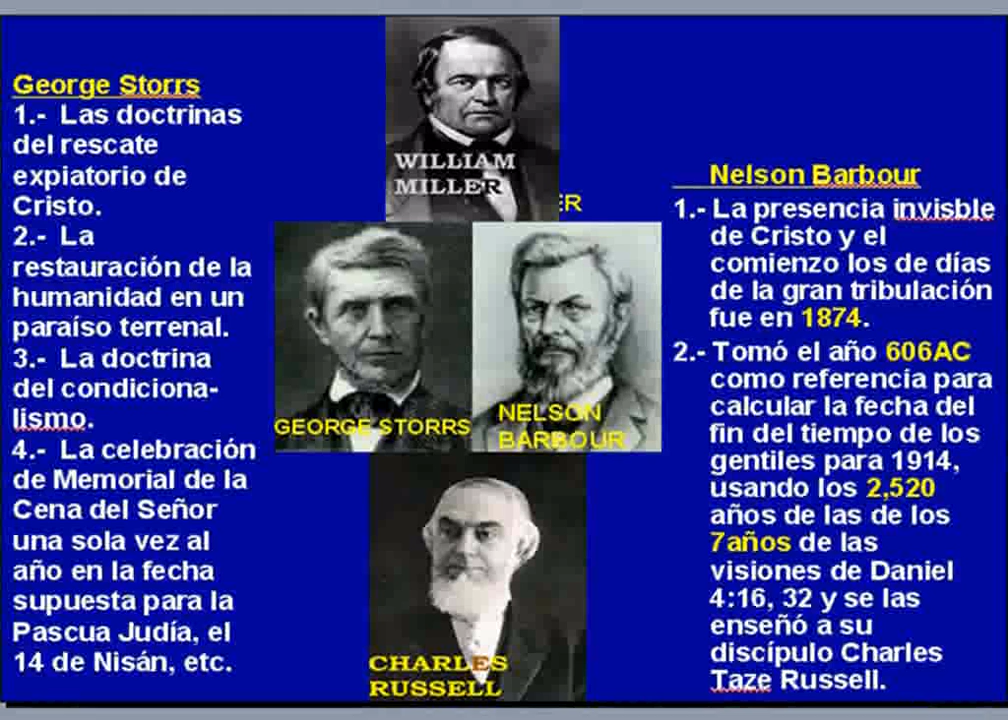 George Storrs
1.- Las doctrinas
del rescate
expiatorio de
Cristo.
2.- La
restauración de la
humanidad en un
paraíso terrenal.
3.- La doctrina
del condiciona-
lismo.
4.- La celebración
de Memorial de la
Cena del Señor
una sola vez al
año en la fecha
supuesta para la
Pascua Judía, el
14 de Nisán, etc.
WILLIAM
MILLER
ER
GEORGE STORRS
NELSON
BARBOUR
CHARLES
RUSSELL
Nelson Barbour
1.- La presencia invisble
de Cristo y el
comienzo los de días
de la gran tribulación
fue en 1874.
2.- Tomó el año 606AC
como referencia para
calcular la fecha del
fin del tiempo de los
gentiles para 1914,
usando los 2,520
años de las de los
7años de las
visiones de Daniel
4:16, 32 y se las
enseñó a su
discípulo Charles
Taze Russell.